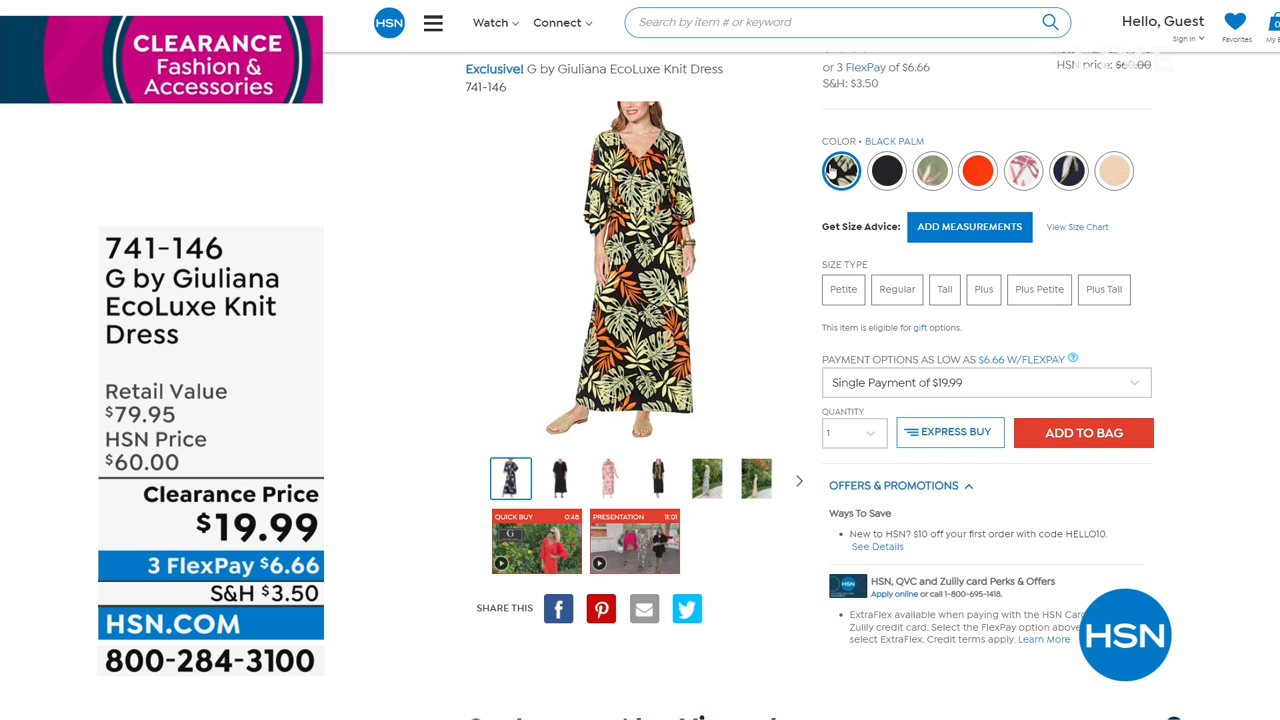 CLEARANCE
Fashion &
Accessories
741-146
G by Giuliana
EcoLuxe Knit
Dress
Retail Value
$79.95
HSN Price
$60.00
Clearance Price
$19.99
3 FlexPay $6.66
S&H $3.50
HSN.COM
800-284-3100
HSN
Watch
Connect
Search by item # or keyword
Hello, Guest
Sign In
Favorites
Exclusive! G by Giuliana EcoLuxe Knit Dress
741-146
or 3 FlexPay of $6.66
S&H: $3.50
HSN price: $60.00
COLOR • BLACK PALM
Get Size Advice:
ADD MEASUREMENTS
View Size Chart
SIZE TYPE
Petite
Regular
Tall
Plus
Plus Petite
Plus Tall
This item is eligible for gift options.
PAYMENT OPTIONS AS LOW AS $6.66 W/FLEXPAY ?
Single Payment of $19.99
QUANTITY
1
EXPRESS BUY
ADD TO BAG
QUICK BUY 0:48
G
PRESENTATION 11:01
SHARE THIS
OFFERS & PROMOTIONS
Ways To Save
• New to HSN? $10 off your first order with code HELLO10.
See Details
HSN
HSN, QVC and Zulily card Perks & Offers
Apply online or call 1-800-695-1418.
• ExtraFlex available when paying with the HSN Card
Zulily credit card. Select the FlexPay option above
select ExtraFlex. Credit terms apply. Learn More
HSN